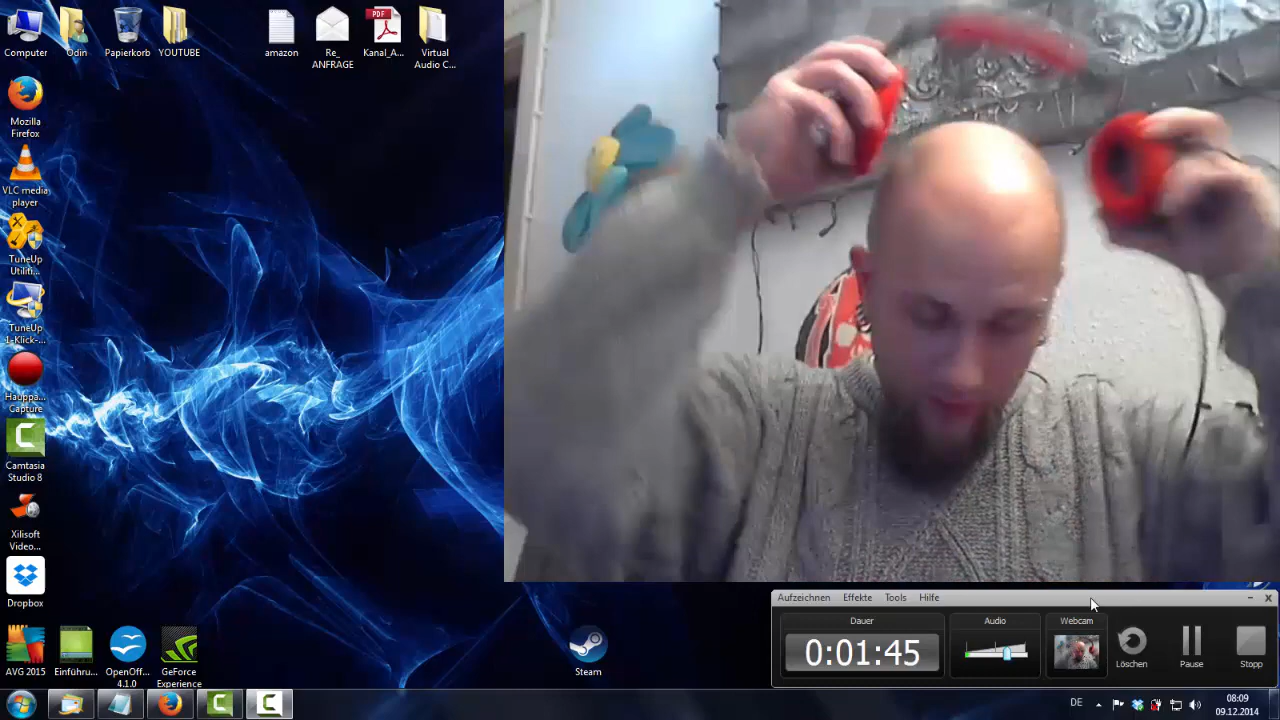 Computer
Odin
Papierkorb
YOUTUBE
amazon
Re
ANFRAGE
PDF
Kanal_A...
Virtual
Audio C...
Mozilla
Firefox
VLC media
player
TuneUp
Utiliti...
TuneUp
1-Klick-...
Hauppa...
Capture
Camtasia
Studio 8
Xilisoft
Video...
Dropbox
AVG 2015
Einführu...
OpenOff...
4.1.0
GeForce
Experience
Steam
Aufzeichnen Effekte Tools Hilfe
Dauer
0:01:45
Audio
Webcam
Löschen
Pause
Stopp
DE
08:09
09.12.2014